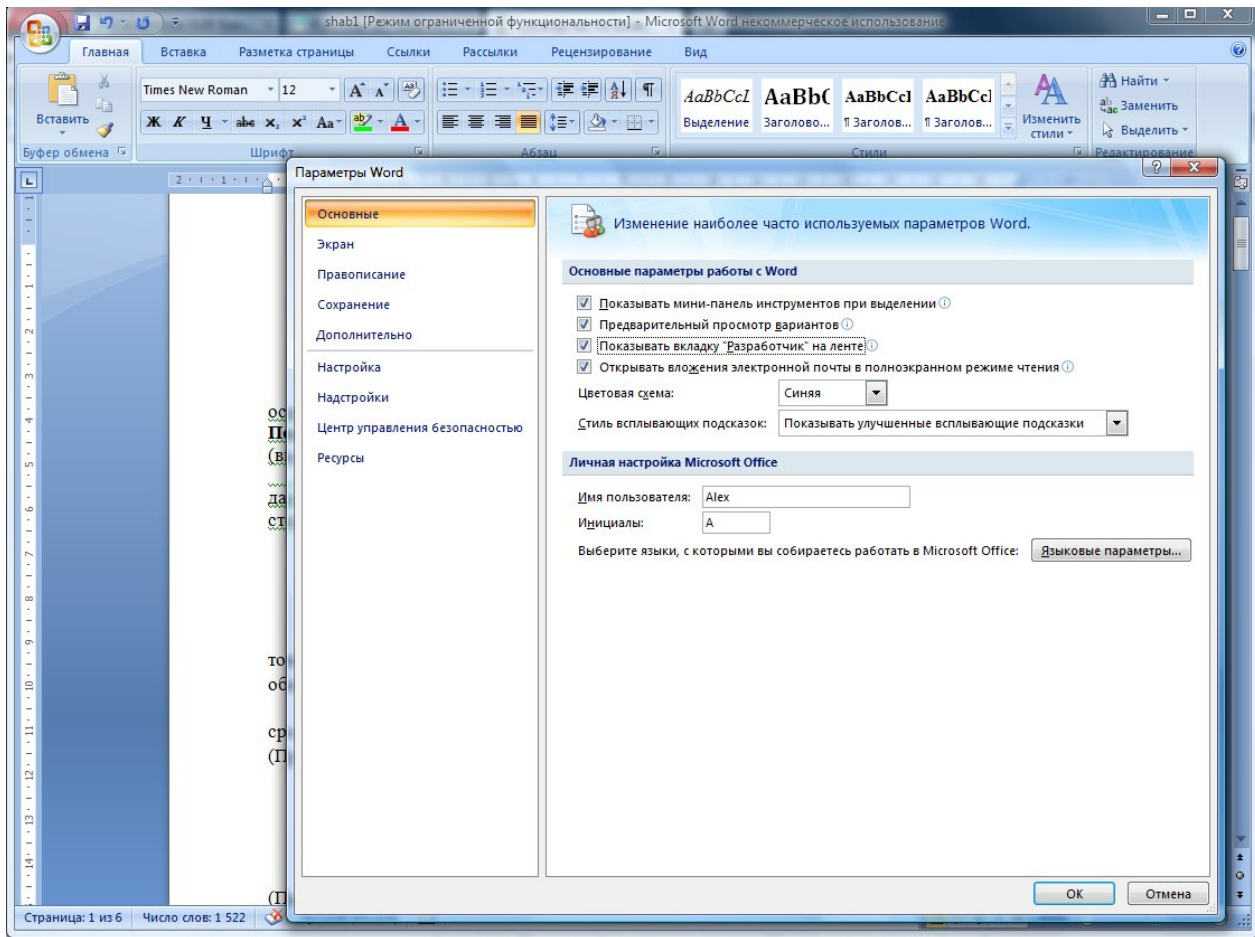 shab1 [Режим ограниченной функциональности] - Microsoft Word некоммерческое использование
Главная Вставка Разметка страницы Ссылки Рассылки Рецензирование Вид
Вставить
Буфер обмена
Times New Roman 12
Ж К Ч abe x₂ x² Aa
Шрифт
Абзац
AaBbCcI AaBb( AaBbCcI AaBbCcI
Выделение Заголово... ¶ Заголов... ¶ Заголов...
Изменить стили
Стили
Найти
Заменить
Выделить
Редактирование
Параметры Word
Основные
Экран
Правописание
Сохранение
Дополнительно
Настройка
Надстройки
Центр управления безопасностью
Ресурсы
Изменение наиболее часто используемых параметров Word.
Основные параметры работы с Word
Показывать мини-панель инструментов при выделении
Предварительный просмотр вариантов
Показывать вкладку "Разработчик" на ленте
Открывать вложения электронной почты в полноэкранном режиме чтения
Цветовая схема: Синяя
Стиль всплывающих подсказок: Показывать улучшенные всплывающие подсказки
Личная настройка Microsoft Office
Имя пользователя: Alex
Инициалы: A
Выберите языки, с которыми вы собираетесь работать в Microsoft Office: Языковые параметры...
OK Отмена
Страница: 1 из 6 Число слов: 1 522